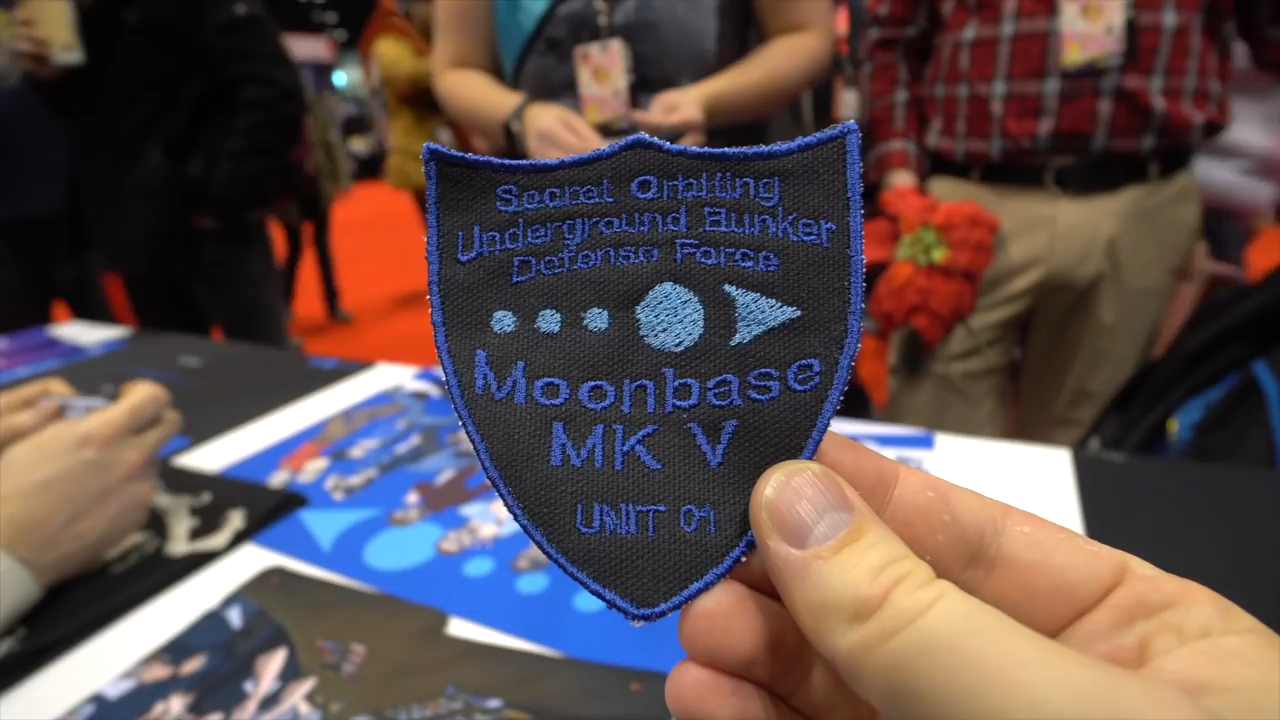 Secret Orbiting
Underground Bunker
Defense Force
Moonbase
MK V
UNIT 01